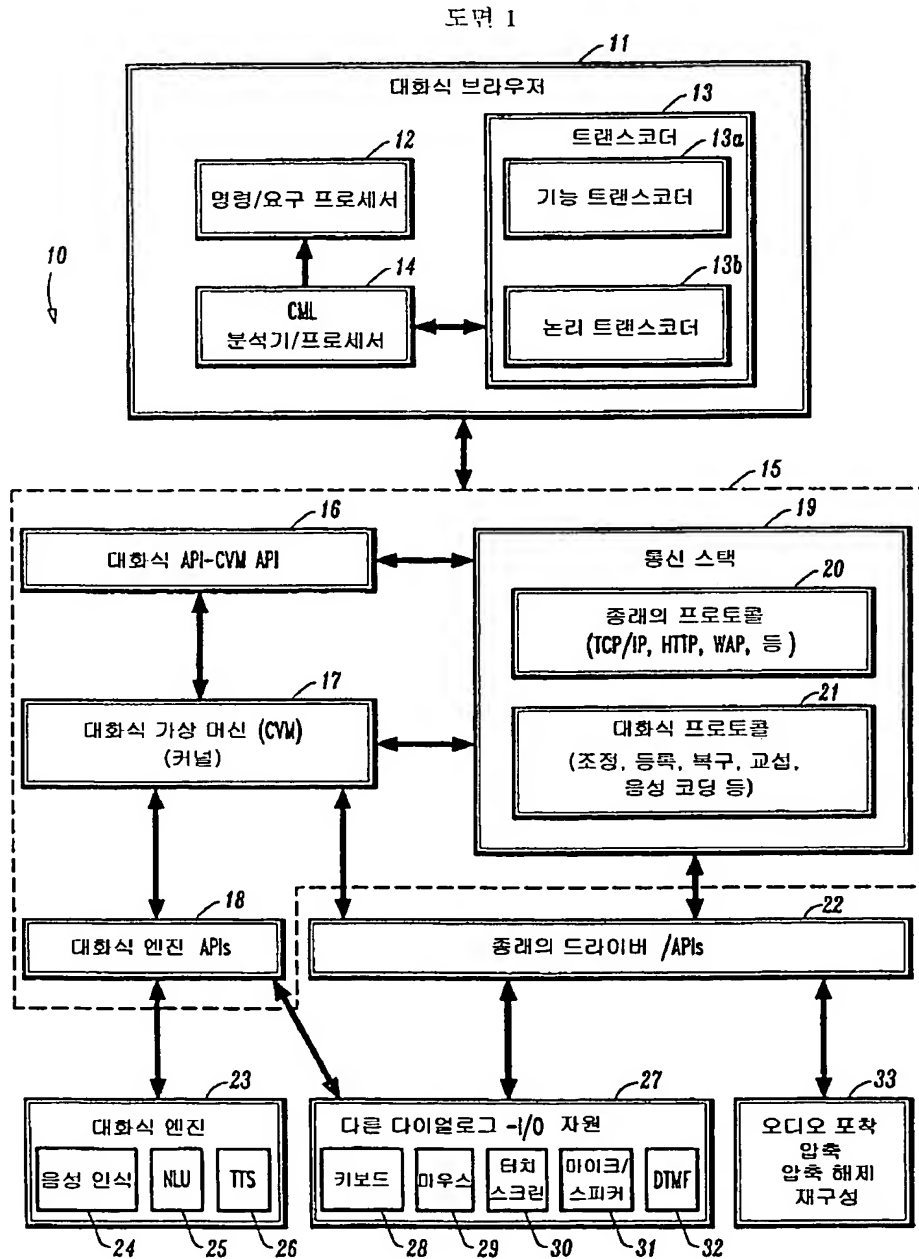 도면 1
11
대화식 브라우저
13
트랜스코더
12
명령/요구 프로세서
13a
기능 트랜스코더
10
14
CML
분석기/프로세서
13b
논리 트랜스코더
15
16
대화식 API-CVM API
19
통신 스택
20
종래의 프로토콜
(TCP/IP, HTTP, WAP, 등 )
17
대화식 가상 머신 (CVM)
(커널)
21
대화식 프로토콜
(조정, 등록, 복구, 교섭,
음성 코딩 등)
18
대화식 엔진 APIs
22
종래의 드라이버 /APIs
23
대화식 엔진
음성 인식
NLU
TTS
24
25
26
27
다른 다이얼로그 -I/O 자원
키보드
마우스
터치
스크린
마이크/
스피커
DTMF
28
29
30
31
32
33
오디오 포착
압축
압축 해제
재구성